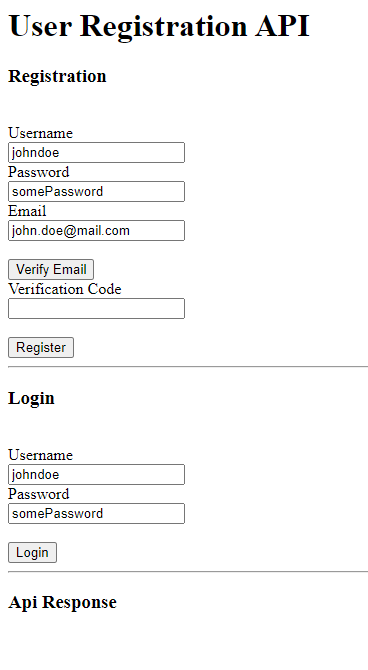 User Registration API
Registration
Username
johndoe
Password
somePassword
Email
john.doe@mail.com
Verify Email
Verification Code
Register
Login
Username
johndoe
Password
somePassword
Login
Api Response